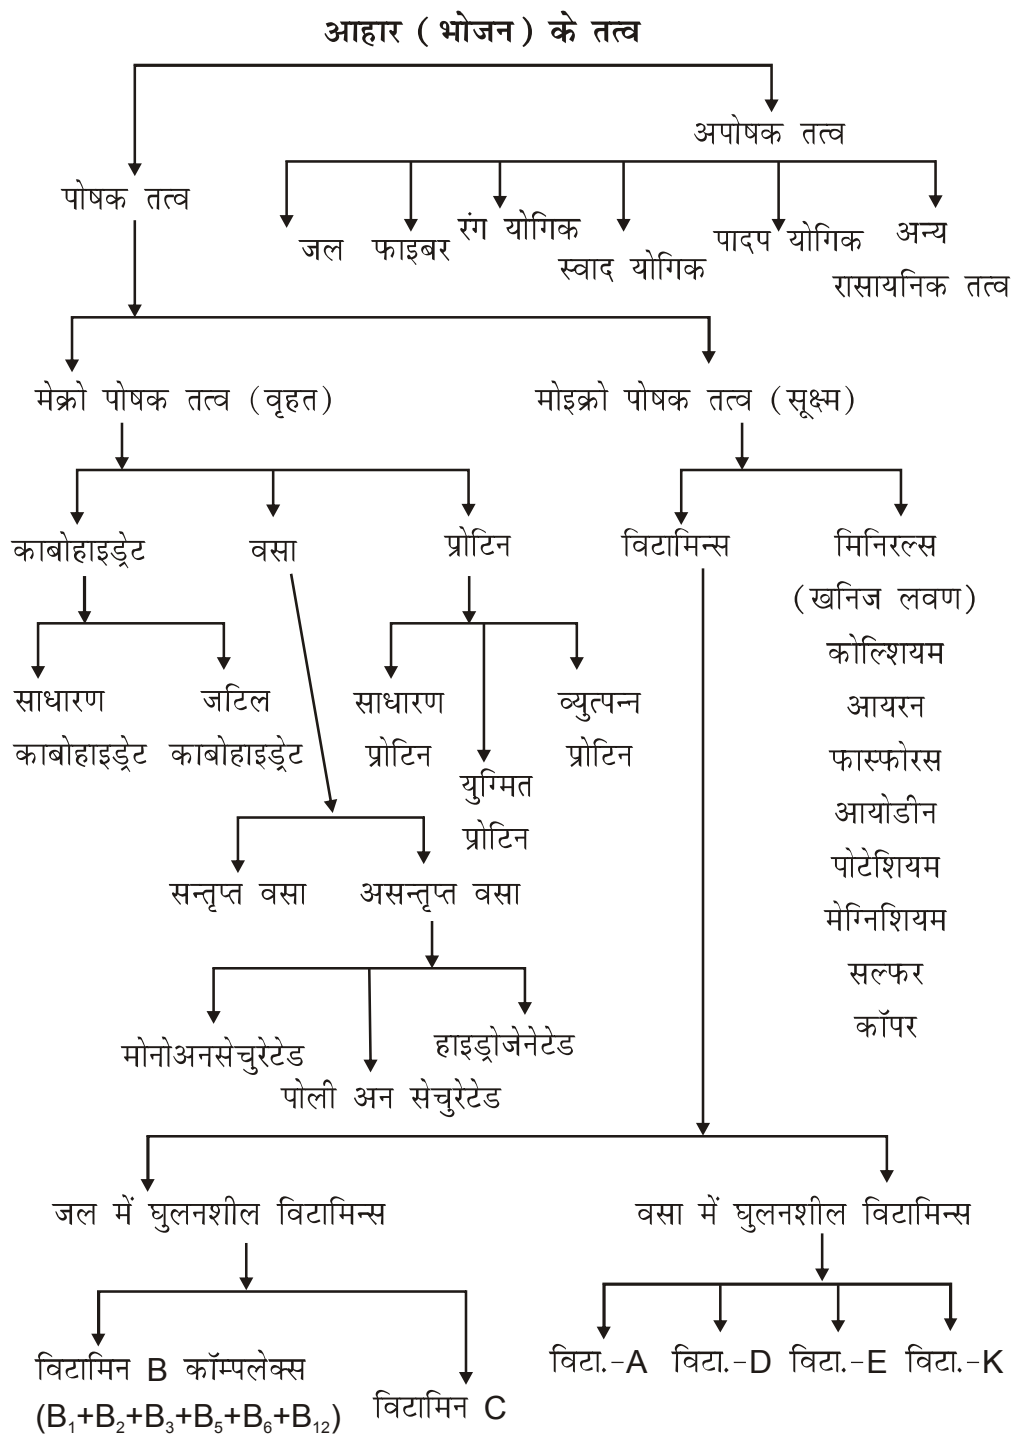 आहार (भोजन) के तत्व
अपोषक तत्व
पोषक तत्व
जल
फाइबर
रंग योगिक
स्वाद योगिक
पादप योगिक
अन्य
रासायनिक तत्व
मेक्रो पोषक तत्व (वृहत)
मोइक्रो पोषक तत्व (सूक्ष्म)
काबोहाइड्रेट
वसा
प्रोटिन
विटामिन्स
मिनिरल्स
(खनिज लवण)
कोल्शियम
आयरन
फास्फोरस
आयोडीन
पोटेशियम
मेग्निशियम
सल्फर
कॉपर
साधारण
काबोहाइड्रेट
जटिल
काबोहाइड्रेट
साधारण
प्रोटिन
युग्मित
प्रोटिन
व्युत्पन्न
प्रोटिन
सन्तृप्त वसा
असन्तृप्त वसा
मोनोअनसेचुरेटेड
पोली अन सेचुरेटेड
हाइड्रोजेनेटेड
जल में घुलनशील विटामिन्स
वसा में घुलनशील विटामिन्स
विटामिन B कॉम्पलेक्स
(B₁+B₂+B₃+B₅+B₆+B₁₂)
विटामिन C
विटा.-A
विटा.-D
विटा.-E
विटा.-K